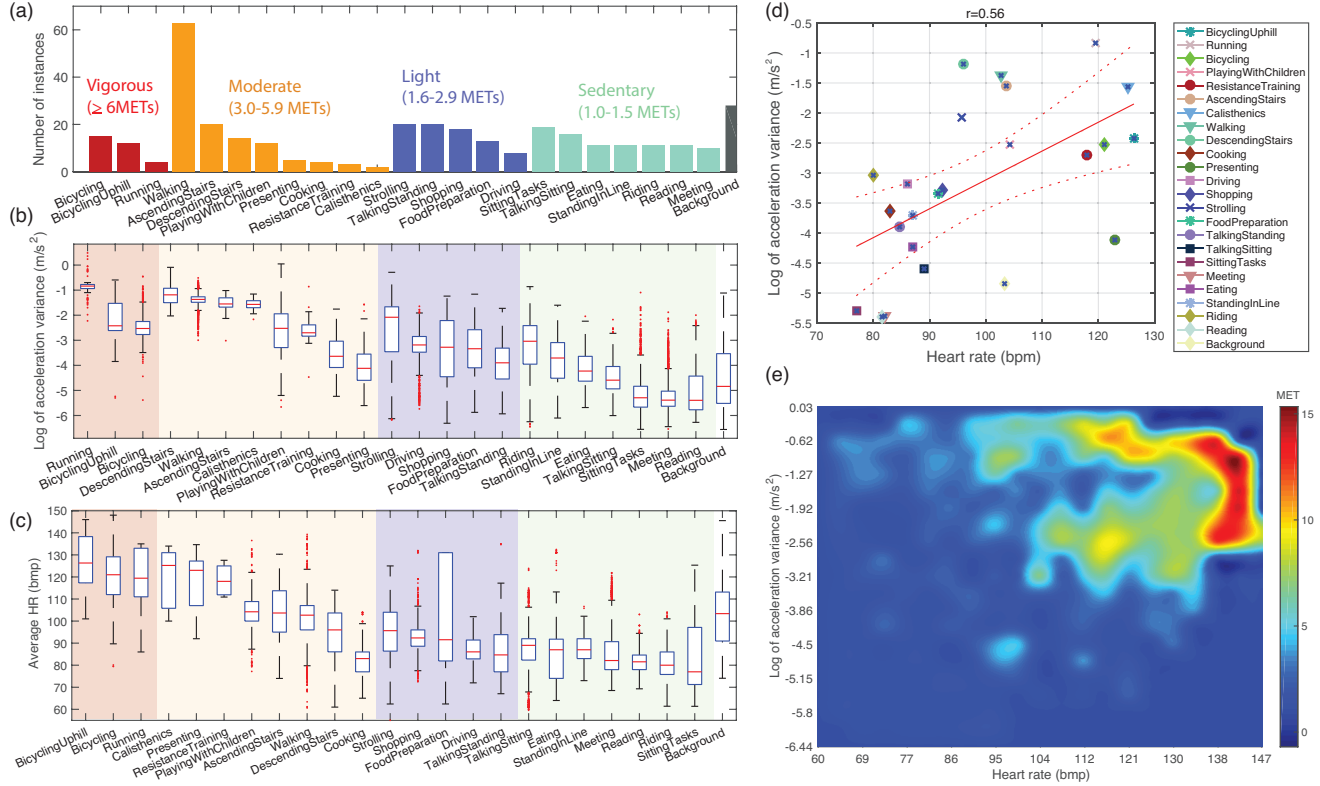 (a)
Number of instances
60
40
20
0
Vigorous
(≥ 6METs)
Moderate
(3.0-5.9 METs)
Light
(1.6-2.9 METs)
Sedentary
(1.0-1.5 METs)
Bicycling
BicyclingUphill
Running
Walking
AscendingStairs
DescendingStairs
PlayingWithChildren
Presenting
Cooking
ResistanceTraining
Calisthenics
Strolling
TalkingStanding
Shopping
FoodPreparation
Driving
SittingTasks
TalkingSitting
Eating
StandingInLine
Riding
Reading
Meeting
Background
(b)
Log of acceleration variance (m/s²)
0
-1
-2
-3
-4
-5
-6
Running
BicyclingUphill
Bicycling
DescendingStairs
Walking
AscendingStairs
Calisthenics
PlayingWithChildren
ResistanceTraining
Cooking
Presenting
Strolling
Driving
Shopping
FoodPreparation
TalkingStanding
Riding
StandingInLine
Eating
TalkingSitting
SittingTasks
Meeting
Reading
Background
(c)
Average HR (bmp)
150
140
130
120
110
100
90
80
70
60
BicyclingUphill
Bicycling
Running
Calisthenics
Presenting
ResistanceTraining
PlayingWithChildren
AscendingStairs
Walking
DescendingStairs
Cooking
Strolling
Shopping
FoodPreparation
Driving
TalkingStanding
TalkingSitting
Eating
StandingInLine
Meeting
Reading
Riding
SittingTasks
Background
(d)
r=0.56
Log of acceleration variance (m/s²)
-0.5
-1
-1.5
-2
-2.5
-3
-3.5
-4
-4.5
-5
-5.5
70
80
90
100
110
120
130
Heart rate (bpm)
BicyclingUphill
Running
Bicycling
PlayingWithChildren
ResistanceTraining
AscendingStairs
Calisthenics
Walking
DescendingStairs
Cooking
Presenting
Driving
Shopping
Strolling
FoodPreparation
TalkingStanding
TalkingSitting
SittingTasks
Meeting
Eating
StandingInLine
Riding
Reading
Background
(e)
Log of acceleration variance (m/s²)
0.03
-0.62
-1.27
-1.91
-2.56
-3.21
-3.86
-4.5
-5.15
-5.8
-6.44
60
69
77
86
95
104
112
121
129
138
147
Heart rate (bmp)
MET
15
10
5
0